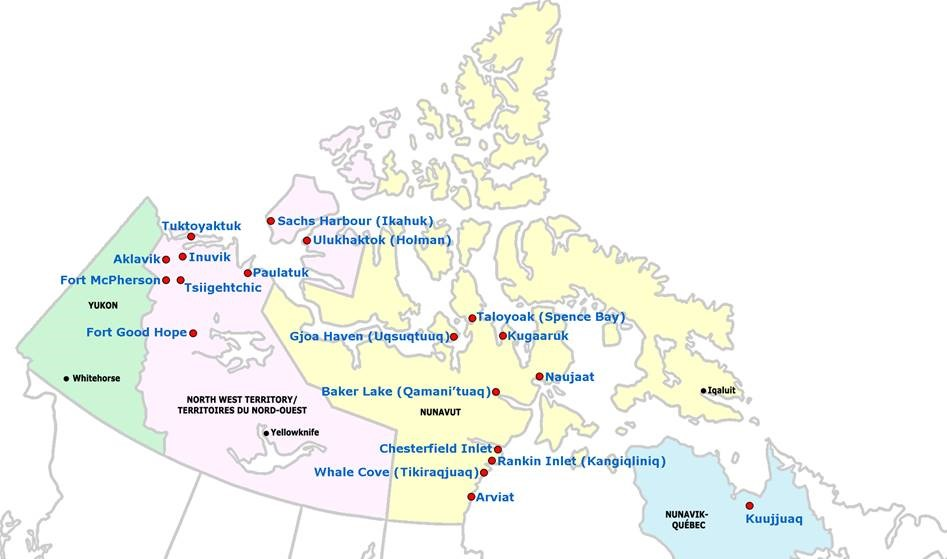 Tuktoyaktuk
Sachs Harbour (Ikahuk)
Ulukhaktok (Holman)
Aklavik
Inuvik
Paulatuk
Fort McPherson
Tsiigehtchic
YUKON
Taloyoak (Spence Bay)
Fort Good Hope
Gjoa Haven (Uqsuqtuuq)
Kugaaruk
Whitehorse
Naujaat
Baker Lake (Qamani’tuaq)
Iqaluit
NORTH WEST TERRITORY/
TERRITOIRES DU NORD-OUEST
NUNAVUT
Yellowknife
Chesterfield Inlet
Rankin Inlet (Kangiqliniq)
Whale Cove (Tikiraqjuaq)
Arviat
NUNAVIK-
QUÉBEC
Kuujjuaq